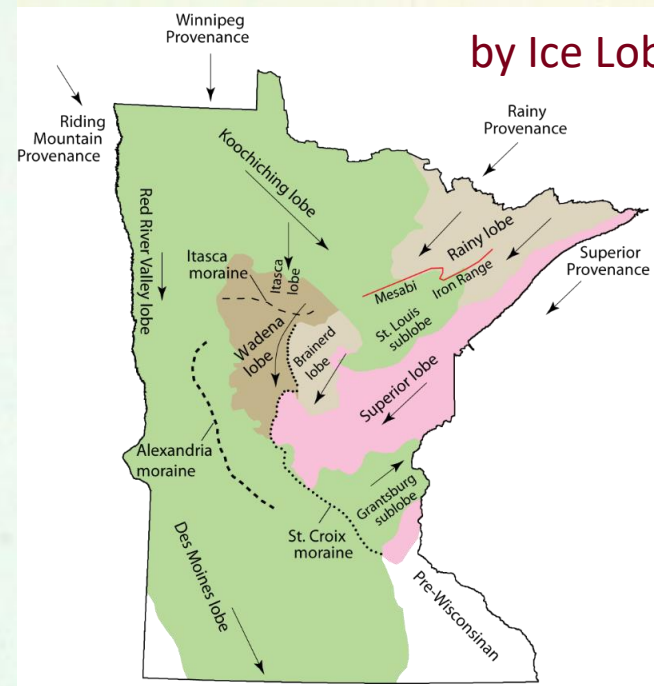 by Ice Lob
Winnipeg
Provenance
Riding
Mountain
Provenance
Rainy
Provenance
Koochiching lobe
Red River Valley lobe
Rainy lobe
Itasca
moraine
Itasca
lobe
Superior
Provenance
Mesabi
Iron Range
St. Louis
sublobe
Wadena
lobe
Brainerd
lobe
Superior lobe
Alexandria
moraine
Grantsburg
sublobe
St. Croix
moraine
Des Moines lobe
Pre-Wisconsinan